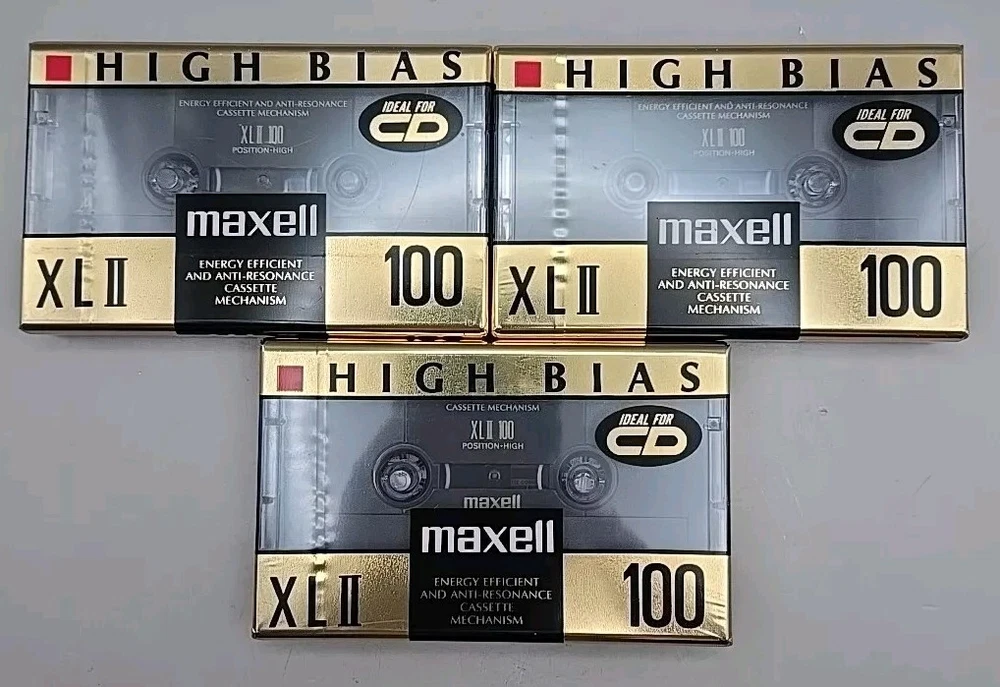 HIGH BIAS
ENERGY EFFICIENT AND ANTI-RESONANCE
CASSETTE MECHANISM
IDEAL FOR
CD
XLII 100
POSITION•HIGH
maxell
ENERGY EFFICIENT
AND ANTI-RESONANCE
CASSETTE
MECHANISM
XLII
100
HIGH BIAS
ENERGY EFFICIENT AND ANTI-RESONANCE
CASSETTE MECHANISM
IDEAL FOR
CD
XLII 100
POSITION•HIGH
maxell
ENERGY EFFICIENT
AND ANTI-RESONANCE
CASSETTE
MECHANISM
XLII
100
HIGH BIAS
CASSETTE MECHANISM
IDEAL FOR
CD
XLII 100
POSITION•HIGH
maxell
maxell
ENERGY EFFICIENT
AND ANTI-RESONANCE
CASSETTE
MECHANISM
XLII
100